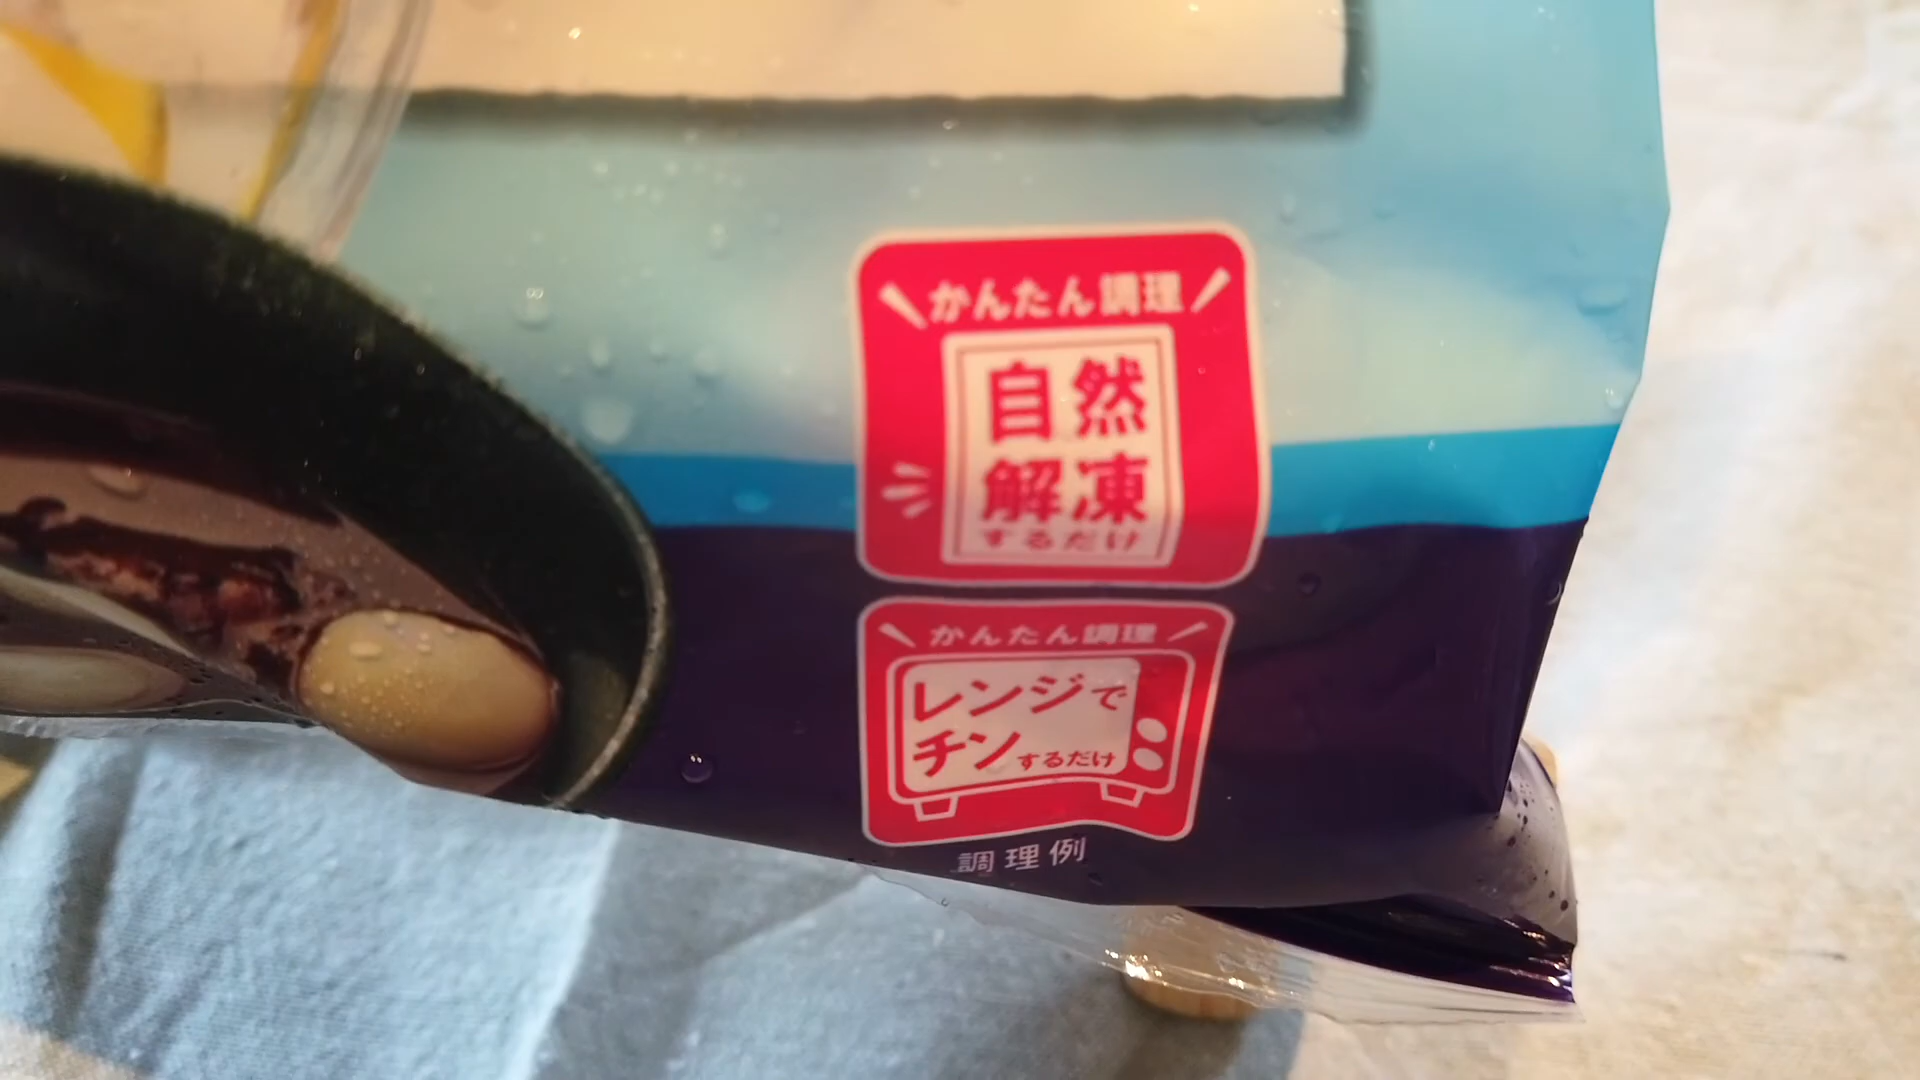 かんたん調理
自然
解凍
するだけ
かんたん調理
レンジで
チンするだけ
調理例